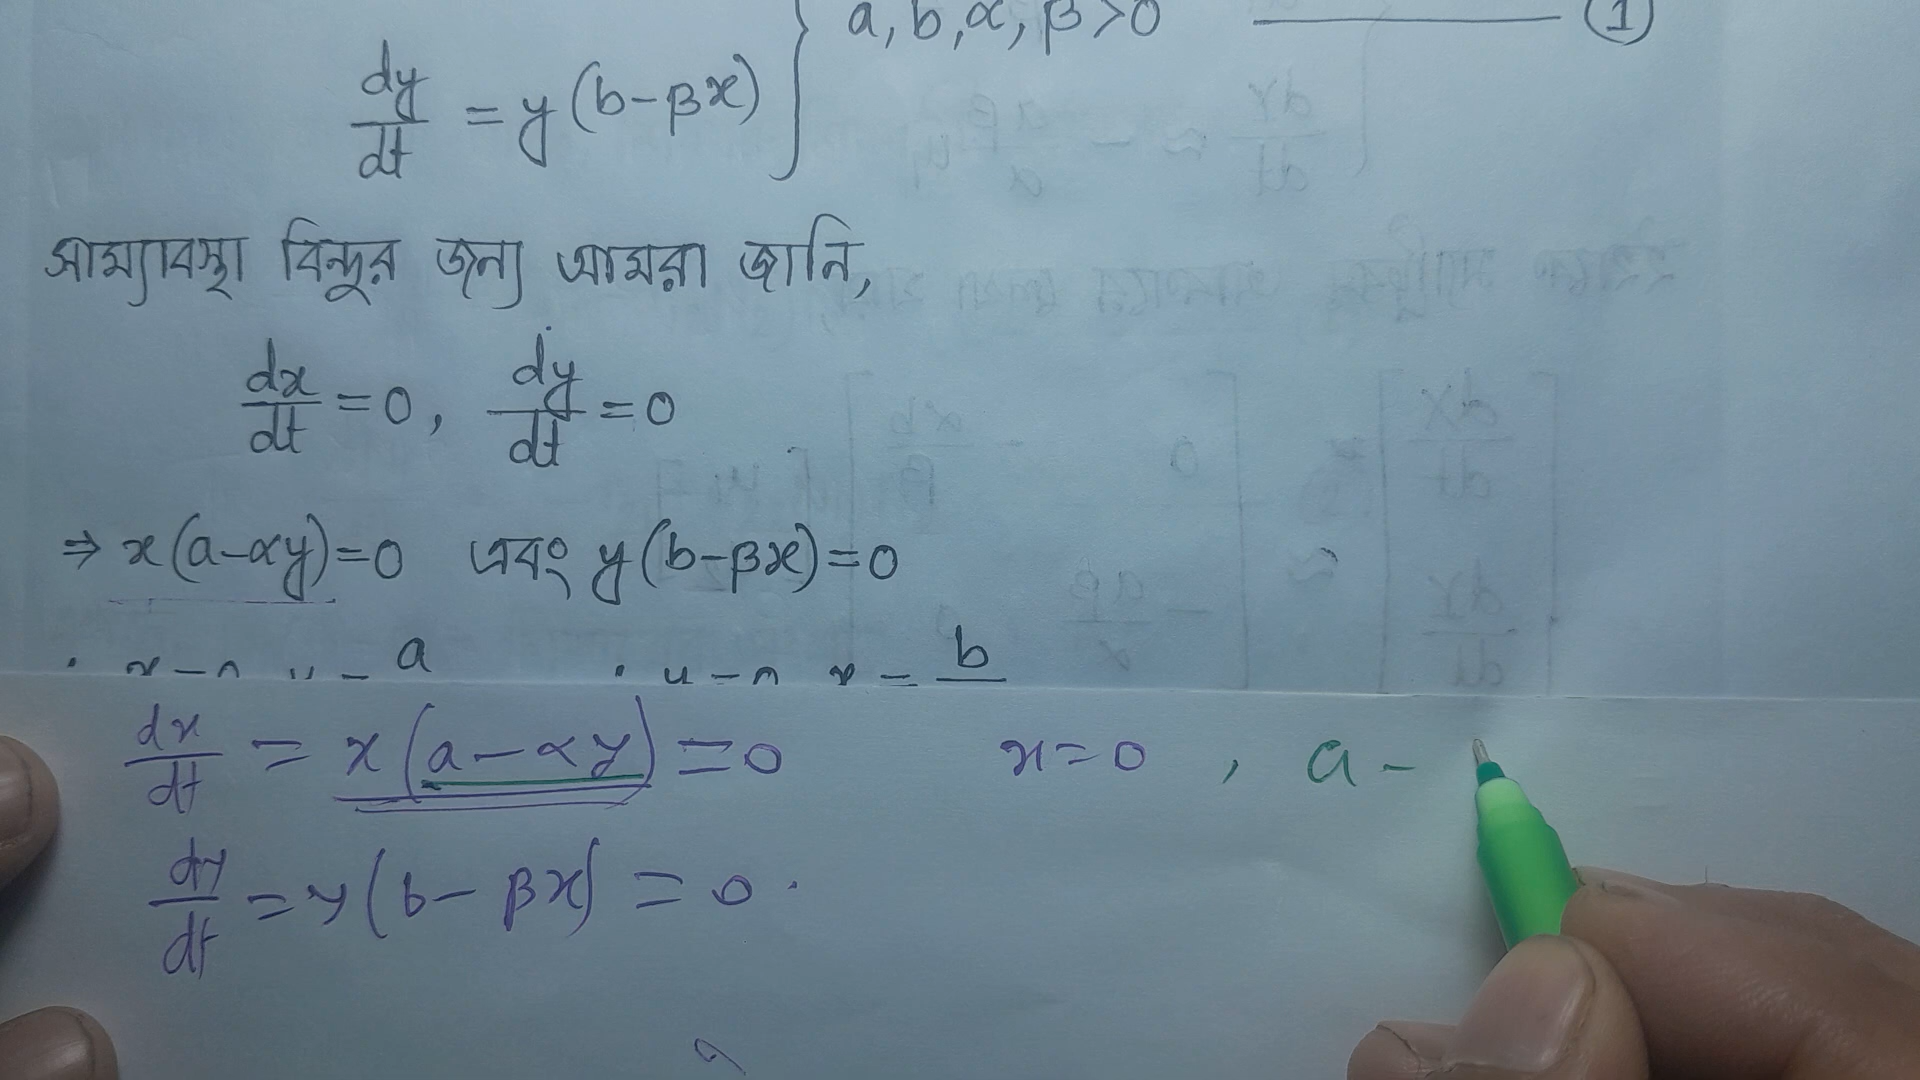 a, b, α, β > 0 ——— ①
dy/dt = y(b-βx)
সাম্যাবস্থা বিন্দুর জন্য আমরা জানি,
dx/dt = 0, dy/dt = 0
⇒ x(a-αy)=0 এবং y(b-βx)=0
a b
dx/dt = x(a-αy) = 0 x=0 , a -
dy/dt = y(b-βx) = 0 .